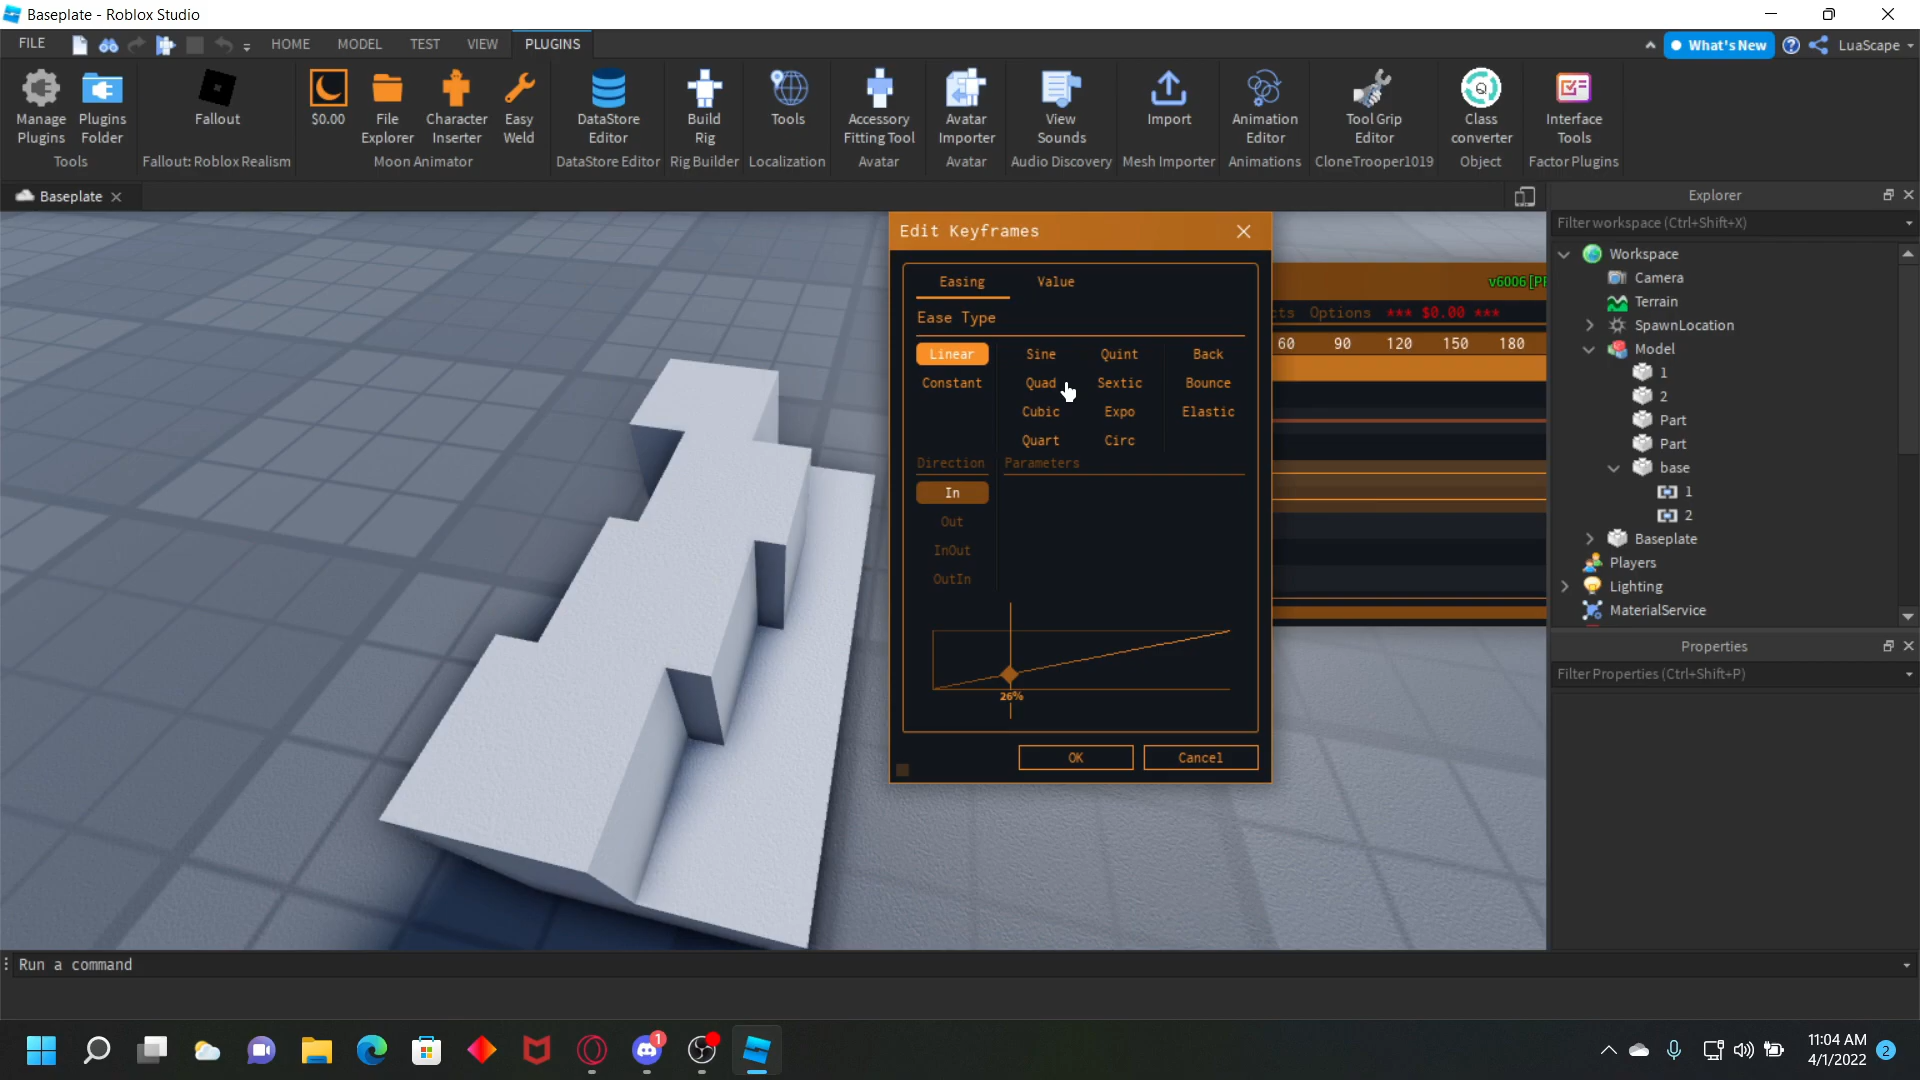 Baseplate - Roblox Studio
FILE HOME MODEL TEST VIEW PLUGINS What's New LuaScape
Manage Plugins
Plugins Folder
Tools
Fallout
Fallout: Roblox Realism
$0.00
File Explorer
Character Inserter
Easy Weld
Moon Animator
DataStore Editor
DataStore Editor
Build Rig
Rig Builder
Tools
Localization
Accessory Fitting Tool
Avatar
Avatar Importer
Avatar
View Sounds
Audio Discovery
Import
Mesh Importer
Animation Editor
Animations
Tool Grip Editor
CloneTrooper1019
Class converter
Object
Interface Tools
Factor Plugins
Baseplate
Edit Keyframes
Easing Value
Ease Type
Linear Sine Quint Back
Constant Quad Sextic Bounce
Cubic Expo Elastic
Quart Circ
Direction Parameters
In
Out
InOut
OutIn
26%
OK Cancel
v6006[PR
cts Options *** $0.00 ***
60 90 120 150 180
Explorer
Filter workspace (Ctrl+Shift+X)
Workspace
Camera
Terrain
SpawnLocation
Model
1
2
Part
Part
base
1
2
Baseplate
Players
Lighting
MaterialService
Properties
Filter Properties (Ctrl+Shift+P)
Run a command
1
11:04 AM
4/1/2022
2